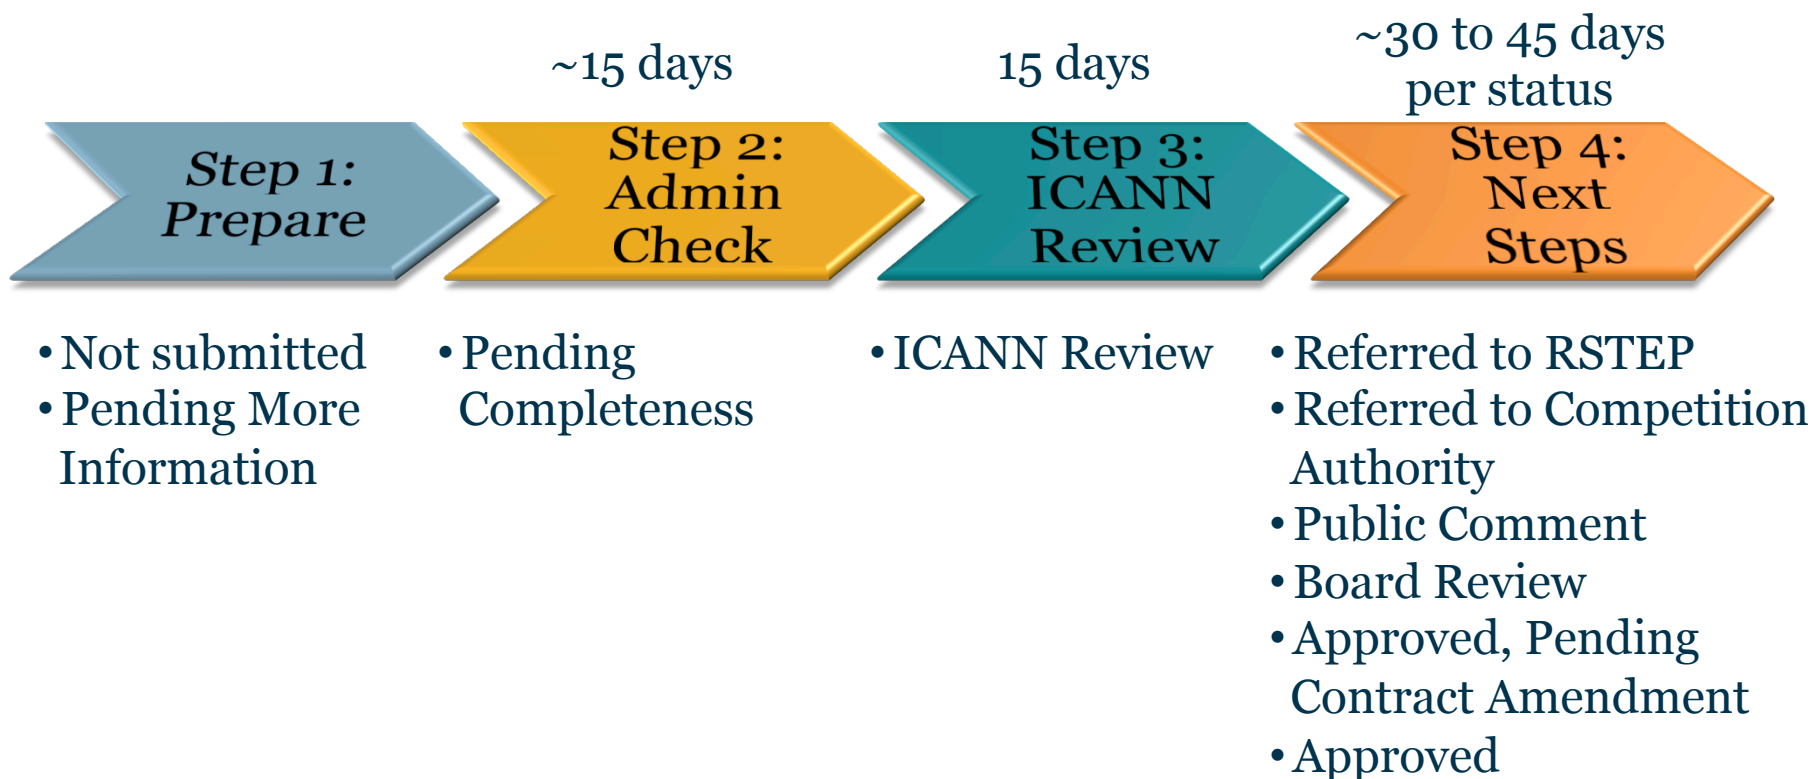 ~15 days
15 days
~30 to 45 days
per status
Step 1:
Prepare
Step 2:
Admin
Check
Step 3:
ICANN
Review
Step 4:
Next
Steps
• Not submitted
• Pending More
Information
• Pending
Completeness
• ICANN Review
• Referred to RSTEP
• Referred to Competition
Authority
• Public Comment
• Board Review
• Approved, Pending
Contract Amendment
• Approved